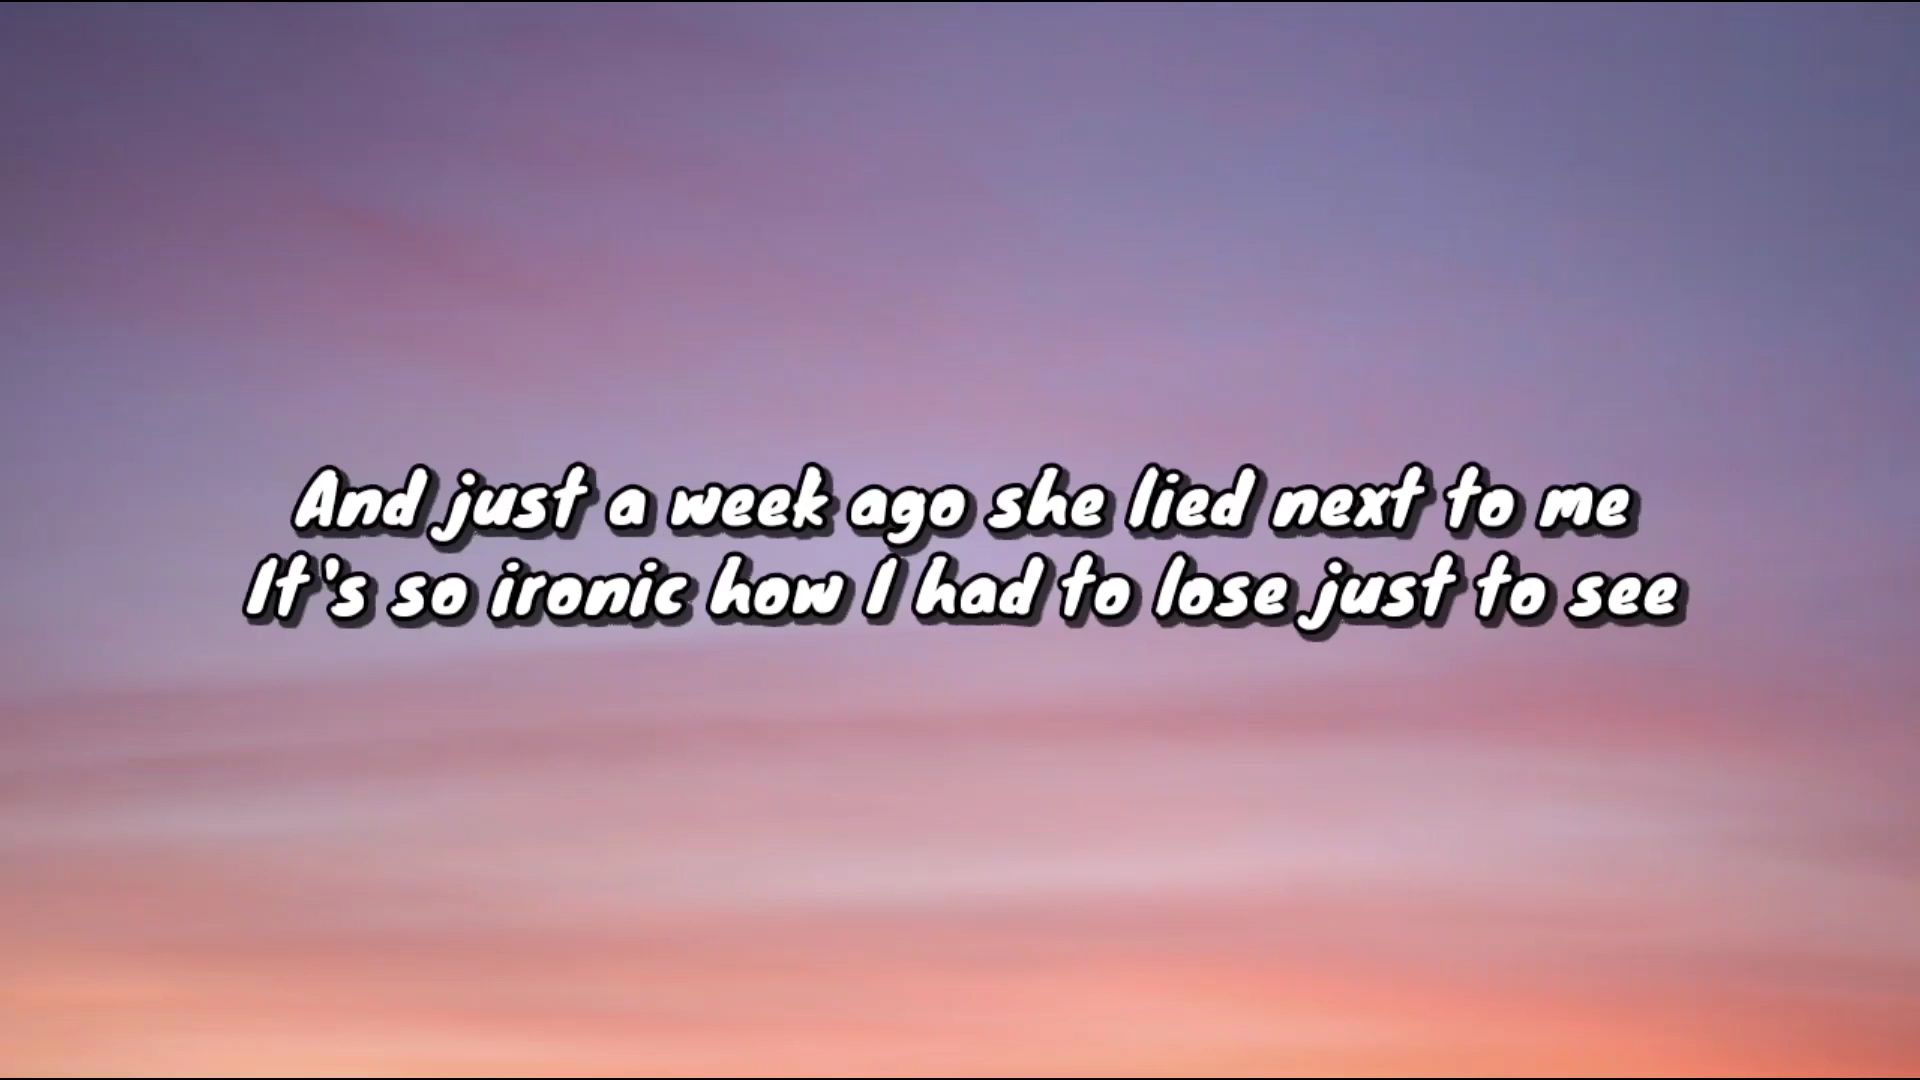 And just a week ago she lied next to me
It's so ironic how I had to lose just to see